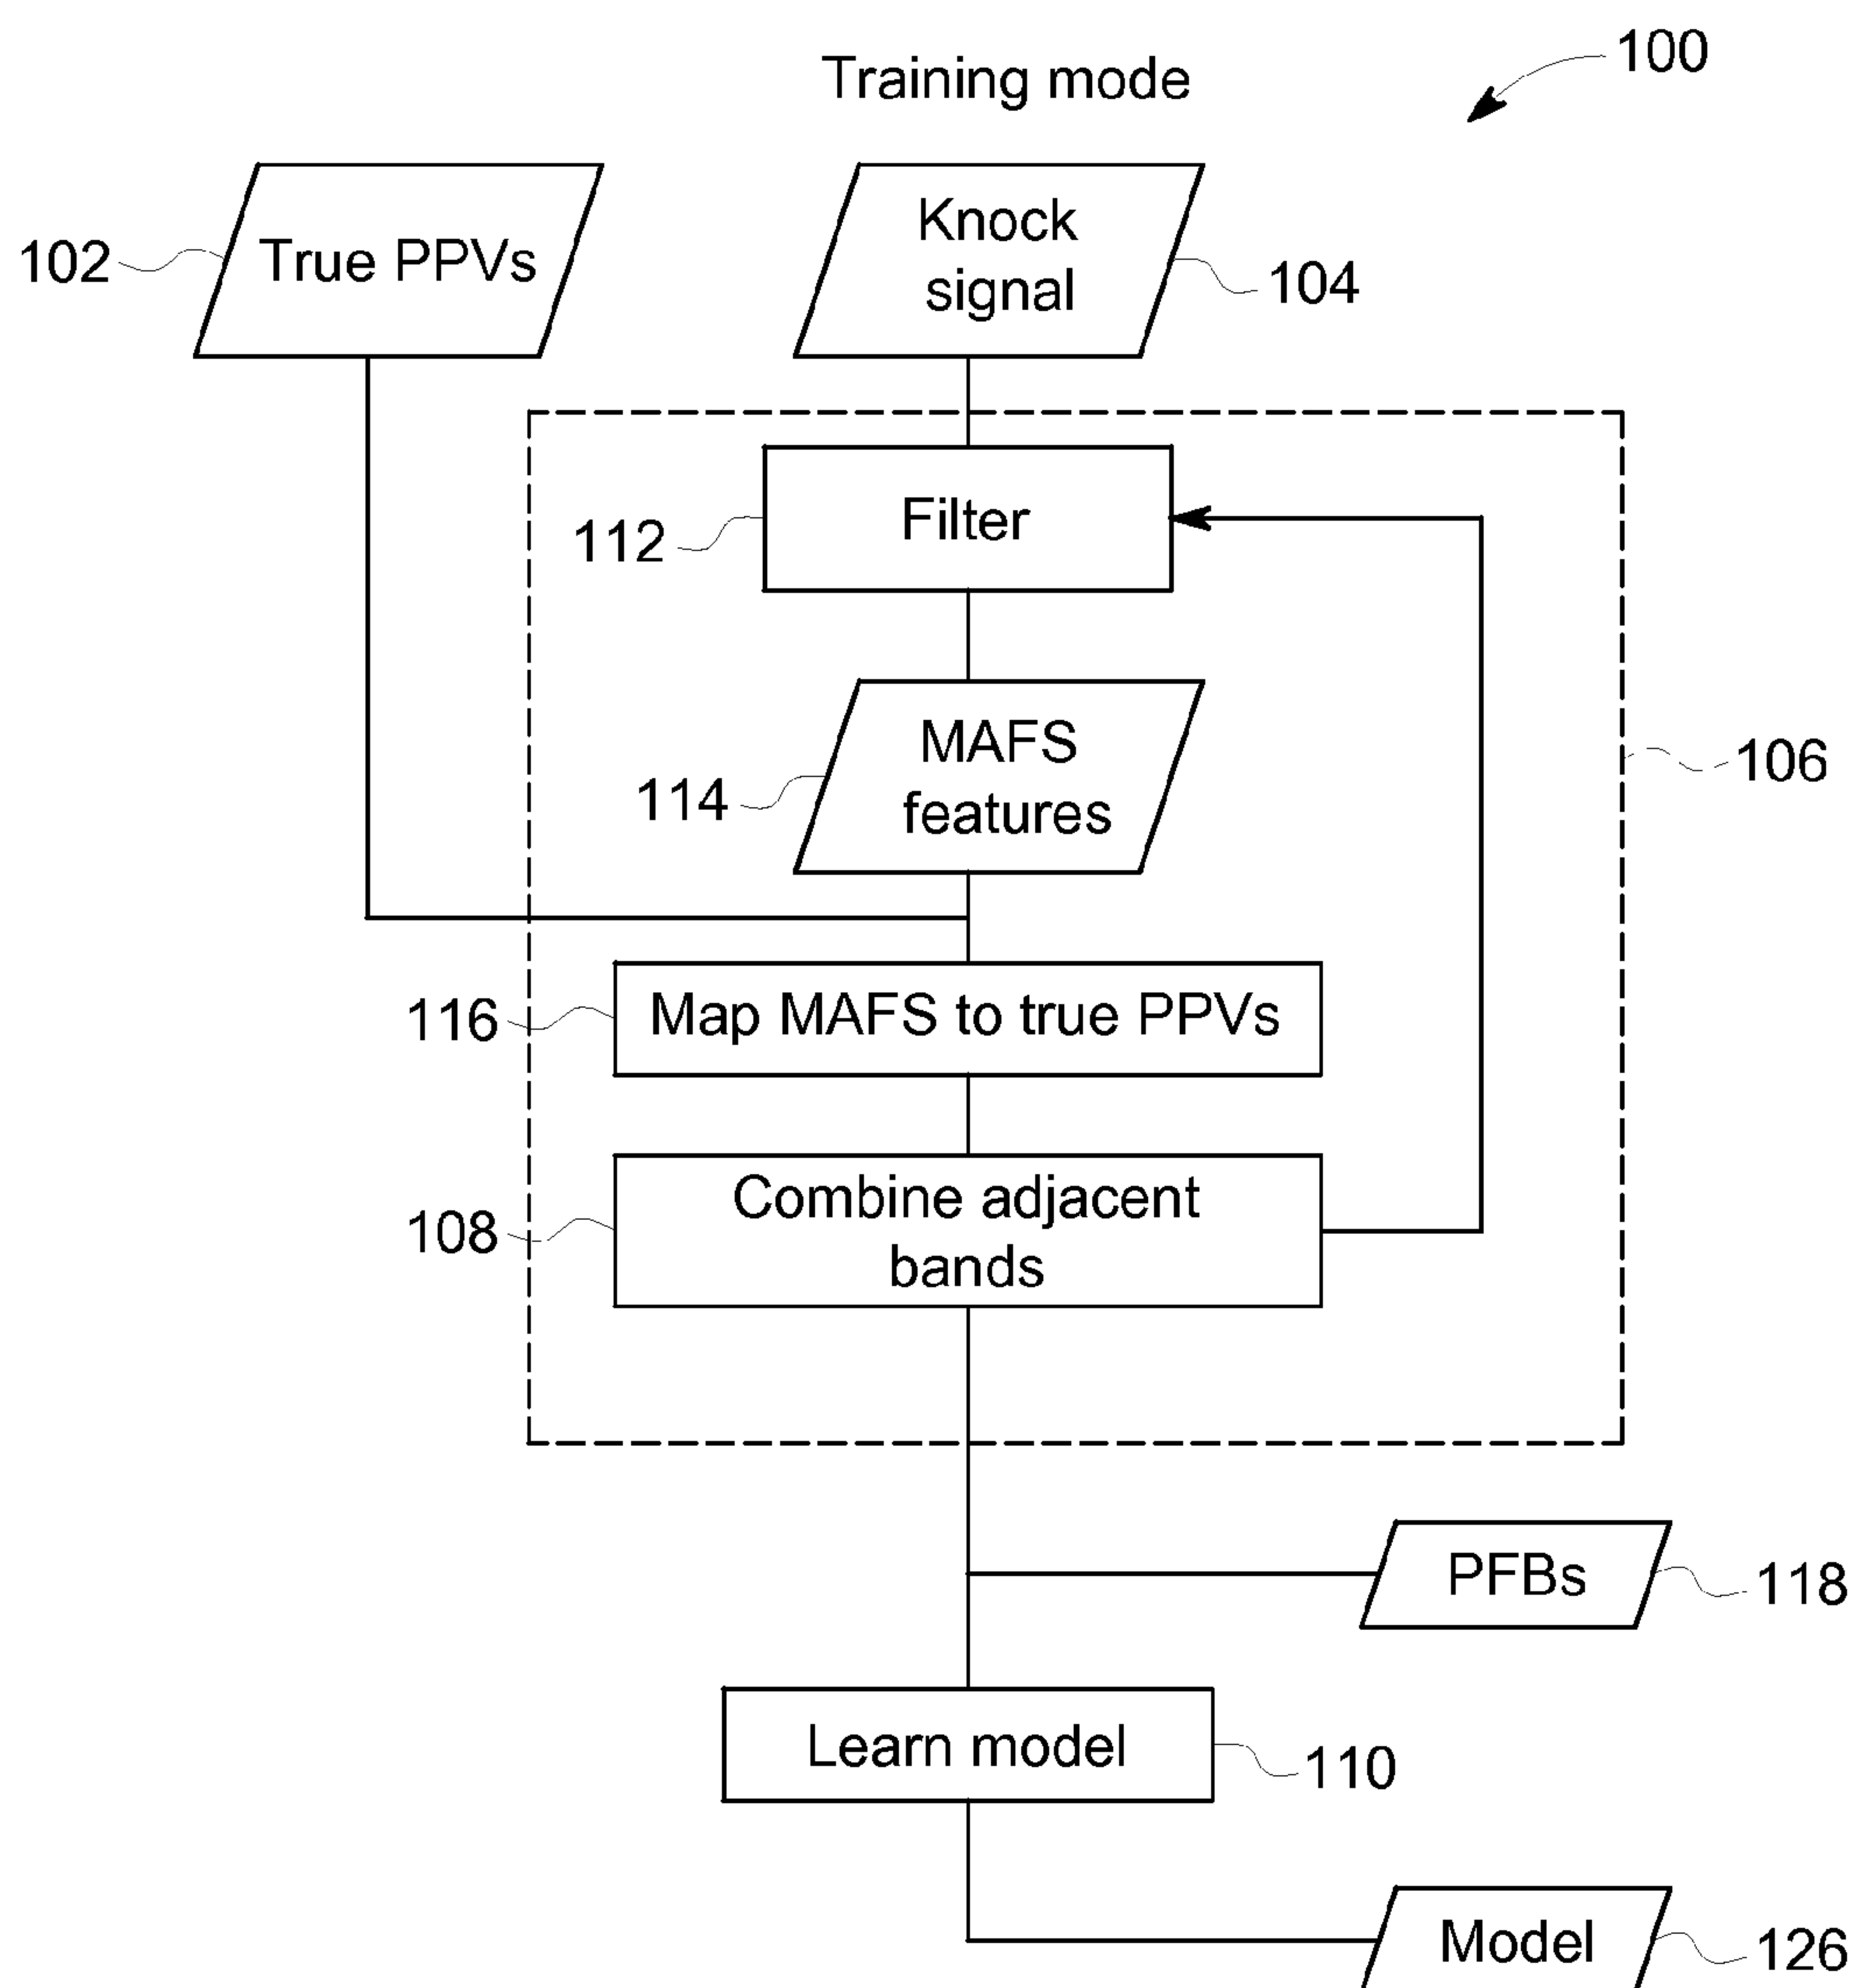 100
Training mode
True PPVs
Knock
signal
102
104
Filter
112
MAFS
features
106
114
Map MAFS to true PPVs
116
Combine adjacent
bands
108
PFBs
118
Learn model
110
Model
126